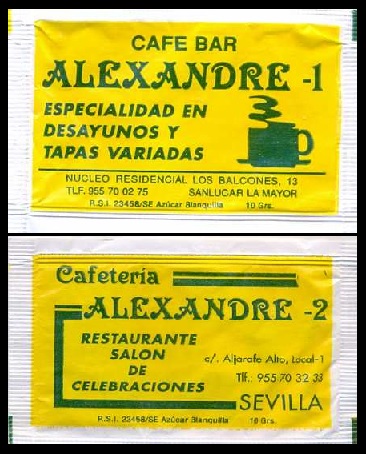 CAFE BAR
ALEXANDRE -1
ESPECIALIDAD EN
DESAYUNOS Y
TAPAS VARIADAS
NUCLEO RESIDENCIAL LOS BALCONES, 13
TLF. 955 70 02 75 SANLUCAR LA MAYOR
R.S.I. 23458/SE Azúcar Blanquilla 10 Grs.
Cafetería
ALEXANDRE -2
RESTAURANTE
SALON
DE
CELEBRACIONES
c/. Aljarafe Alto, Local-1
Tlf.. 955 70 32 33
SEVILLA
R.S.I. 23458/SE Azúcar Blanquilla 10 Grs.